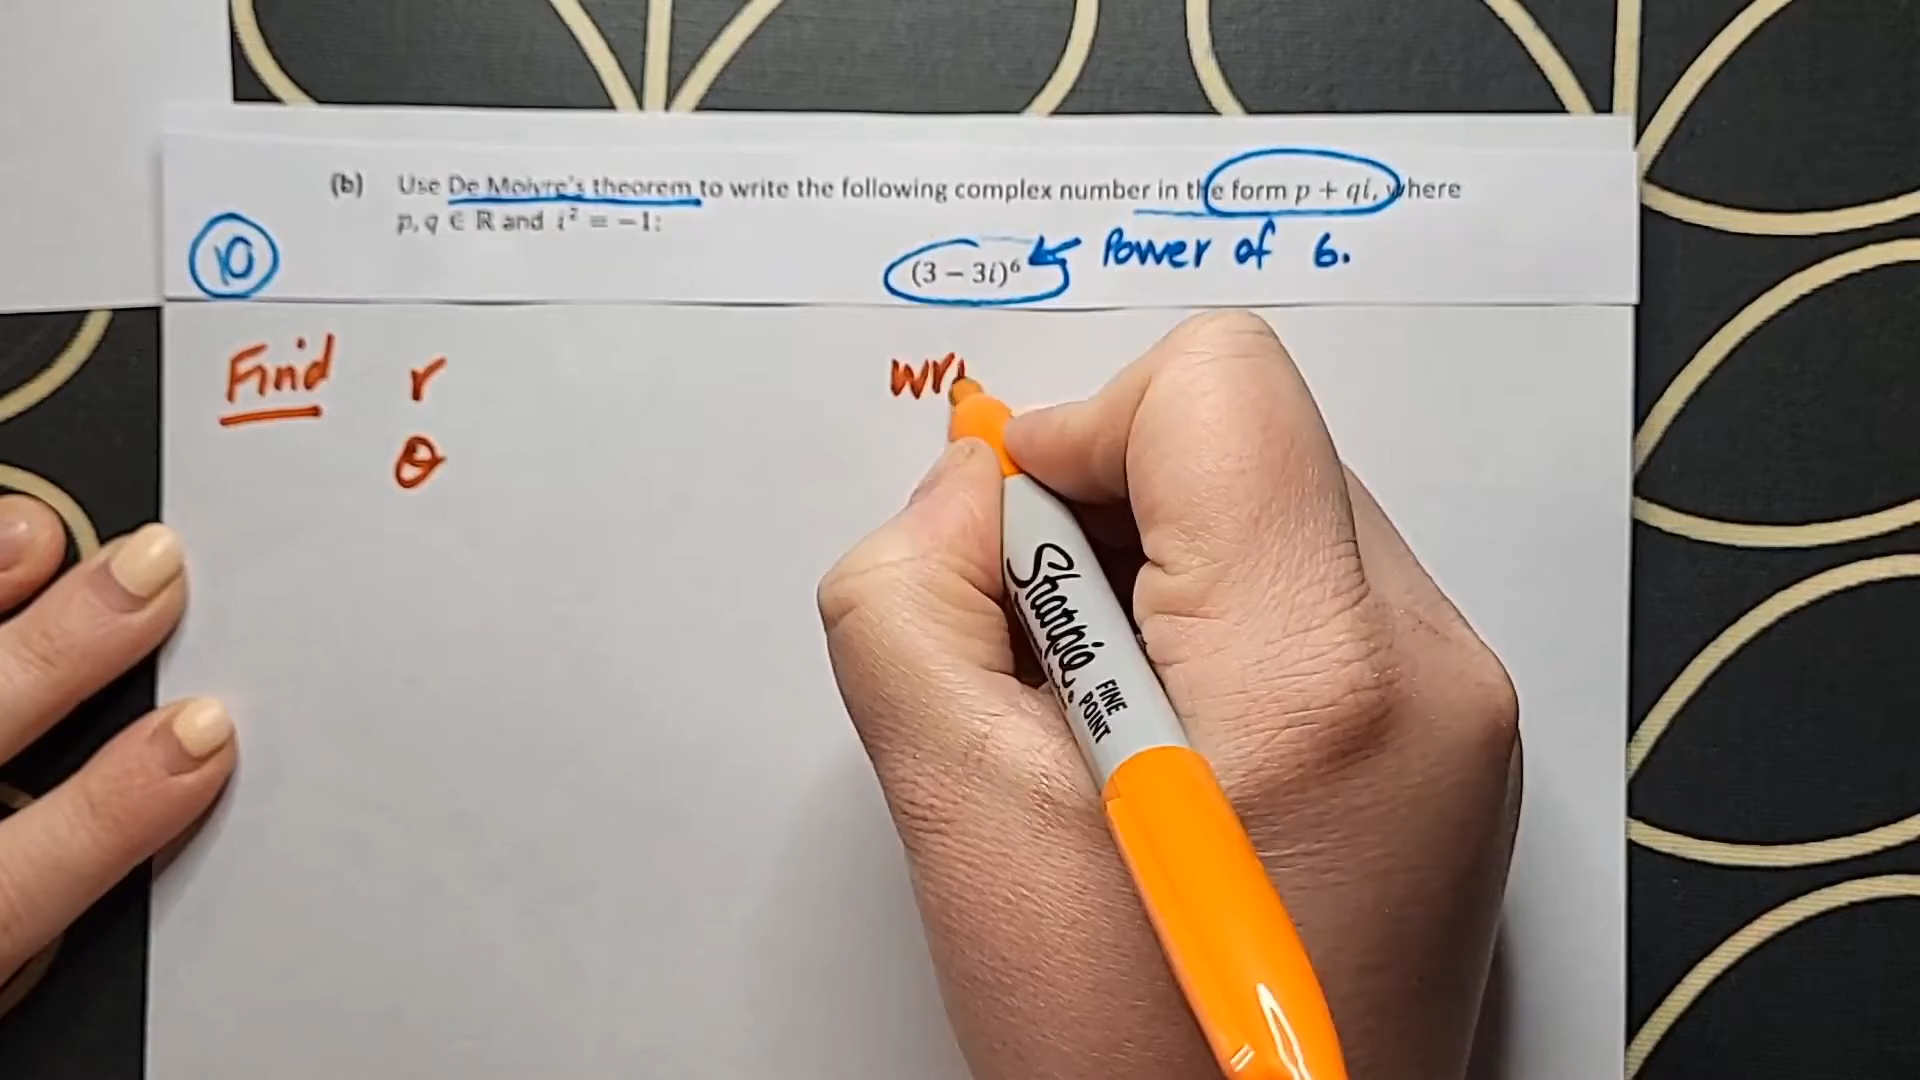 (b) Use De Moivre's theorem to write the following complex number in the form p + qi, where
p, q ∈ ℝ and i² = −1:
10
(3 − 3i)⁶ Power of 6.
Find r
θ
wri
Sharpie
FINE
POINT